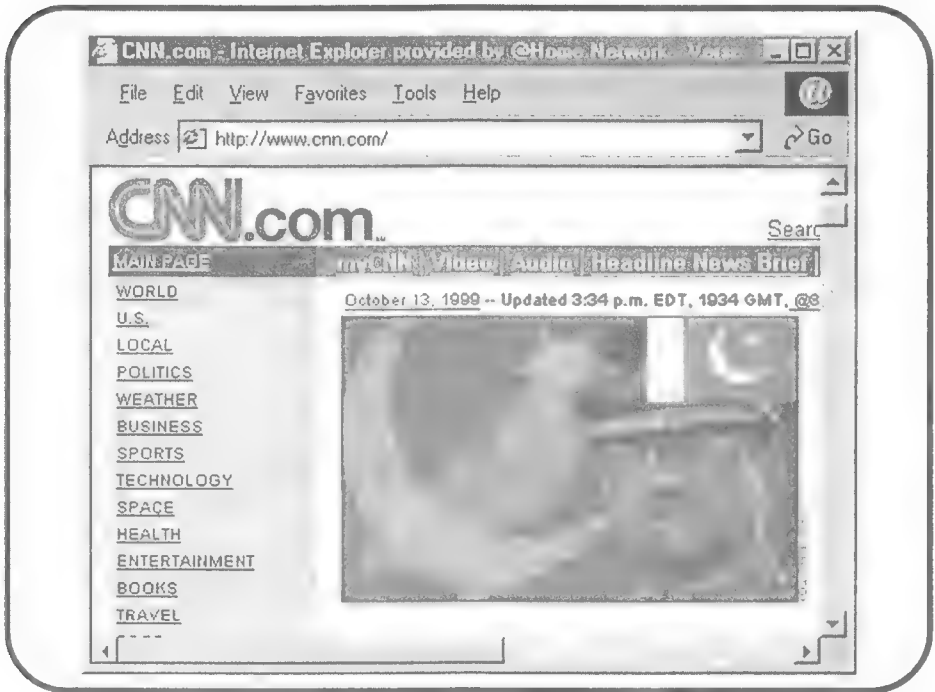 CNN.com - Internet Explorer provided by @Home Network
File Edit View Favorites Tools Help
Address http://www.cnn.com/ Go
CNN.com
Searc
MAIN PAGE myCNN | Video | Audio | Headline News Brief |
WORLD
October 13, 1999 -- Updated 3:34 p.m. EDT, 1934 GMT, @8
U.S.
LOCAL
POLITICS
WEATHER
BUSINESS
SPORTS
TECHNOLOGY
SPACE
HEALTH
ENTERTAINMENT
BOOKS
TRAVEL